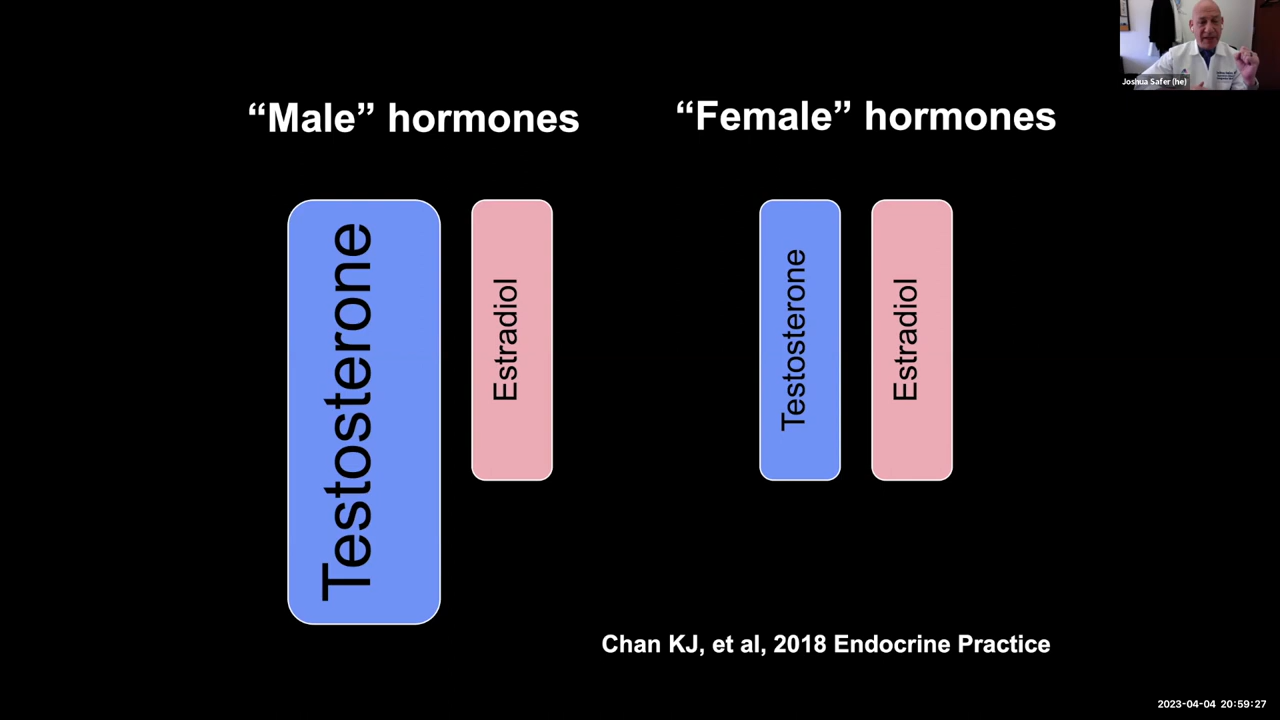 Joshua Safer (he)
“Male” hormones
“Female” hormones
Testosterone
Estradiol
Testosterone
Estradiol
Chan KJ, et al, 2018 Endocrine Practice
2023-04-04 20:59:27